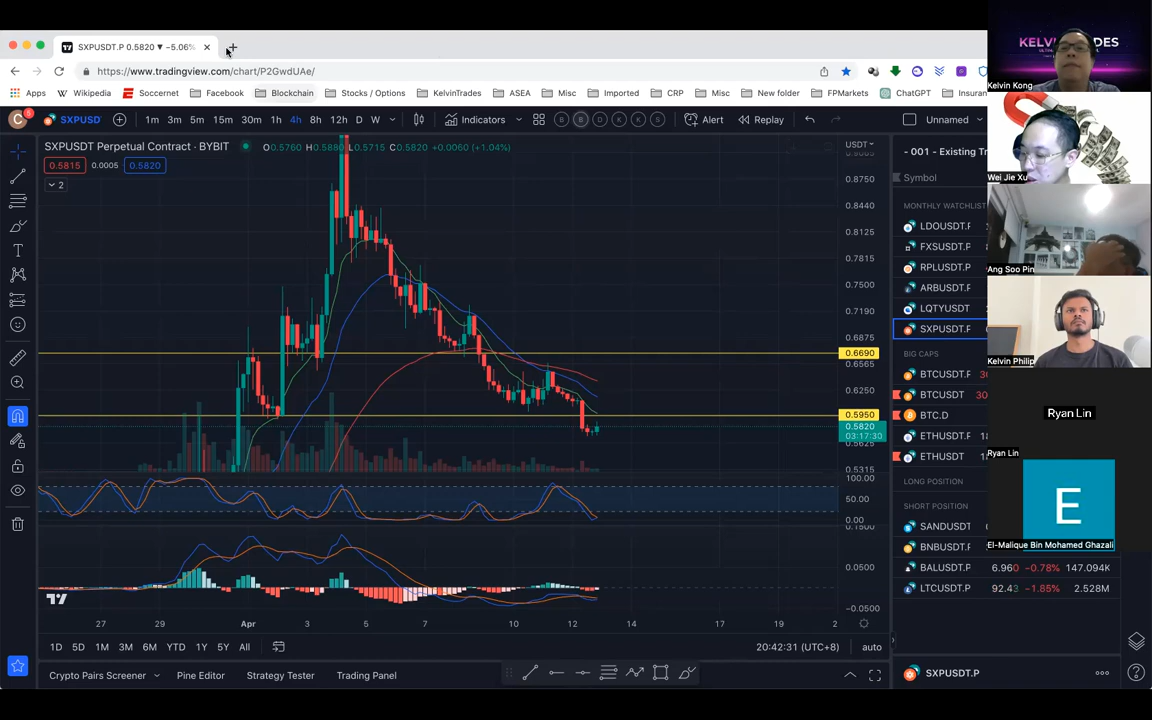 SXPUSDT.P 0.5820 ▼ −5.06%
https://www.tradingview.com/chart/P2GwdUAe/
Apps Wikipedia Soccernet Facebook Blockchain Stocks / Options KelvinTrades ASEA Misc Imported CRP Misc New folder FPMarkets ChatGPT Insuran
C SXPUSD 1m 3m 5m 15m 30m 1h 4h 8h 12h D W Indicators Alert Replay Unnamed
SXPUSDT Perpetual Contract · BYBIT O0.5760 H0.5880 L0.5715 C0.5820 +0.0060 (+1.04%)
USDT
0.5815 0.0005 0.5820
2
0.8750
0.8440
0.8125
0.7815
0.7500
0.7190
0.6875
0.6690
0.6565
0.6250
0.5950
0.5820
03:17:30
0.5625
0.5315
100.00
50.00
0.00
0.1500
0.0500
−0.0500
27 29 Apr 3 5 7 10 12 14 17 19 2
1D 5D 1M 3M 6M YTD 1Y 5Y All
20:42:31 (UTC+8) auto
Crypto Pairs Screener Pine Editor Strategy Tester Trading Panel
- 001 - Existing Tr
Symbol
MONTHLY WATCHLIST
LDOUSDT.P
FXSUSDT.P
RPLUSDT.P
ARBUSDT.P
LQTYUSDT
SXPUSDT.P
BIG CAPS
BTCUSDT.P
BTCUSDT
BTC.D
ETHUSDT.P
ETHUSDT
LONG POSITION
SHORT POSITION
SANDUSDT
BNBUSDT.P
BALUSDT.P 6.960 −0.78% 147.094K
LTCUSDT.P 92.43 −1.85% 2.528M
SXPUSDT.P
Kelvin Kong
Wei Jie Xu
Ang Soo Pin
Kelvin Philip
Ryan Lin
Ryan Lin
E
El-Malique Bin Mohamed Ghazali